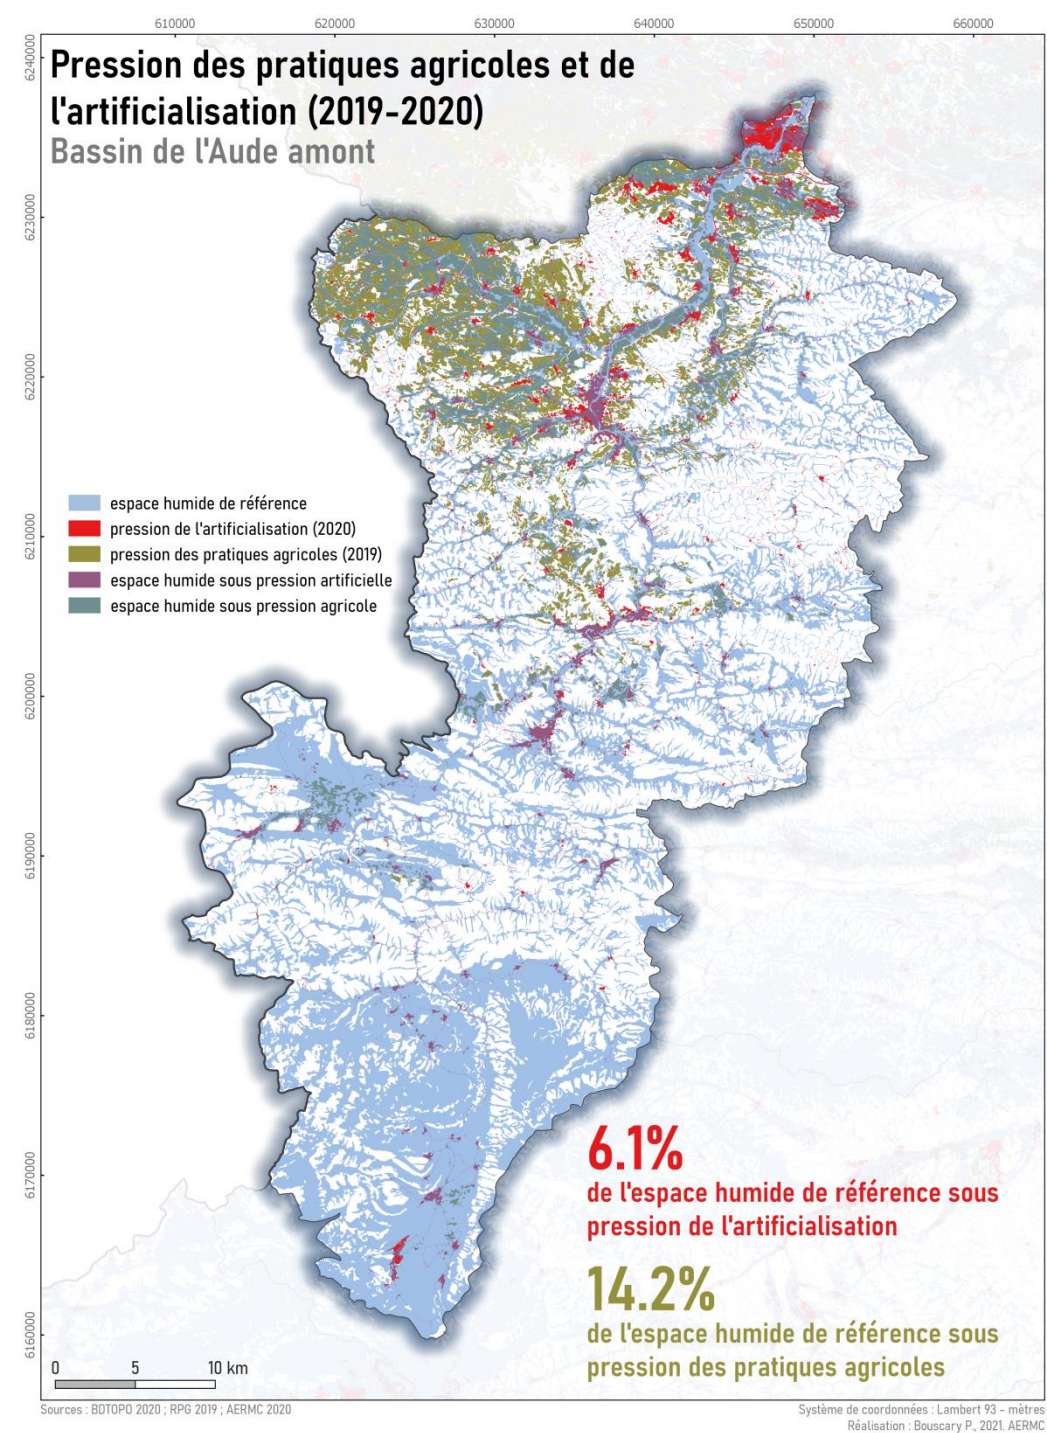 610000 620000 630000 640000 650000 660000
Pression des pratiques agricoles et de
l'artificialisation (2019-2020)
Bassin de l'Aude amont
6240000
6230000
6220000
6210000
6200000
6190000
6180000
6170000
6160000
espace humide de référence
pression de l'artificialisation (2020)
pression des pratiques agricoles (2019)
espace humide sous pression artificielle
espace humide sous pression agricole
6.1%
de l'espace humide de référence sous
pression de l'artificialisation
14.2%
de l'espace humide de référence sous
pression des pratiques agricoles
0 5 10 km
Sources : BDTOPO 2020 ; RPG 2019 ; AERMC 2020
Système de coordonnées : Lambert 93 - mètres
Réalisation : Bouscary P., 2021. AERMC